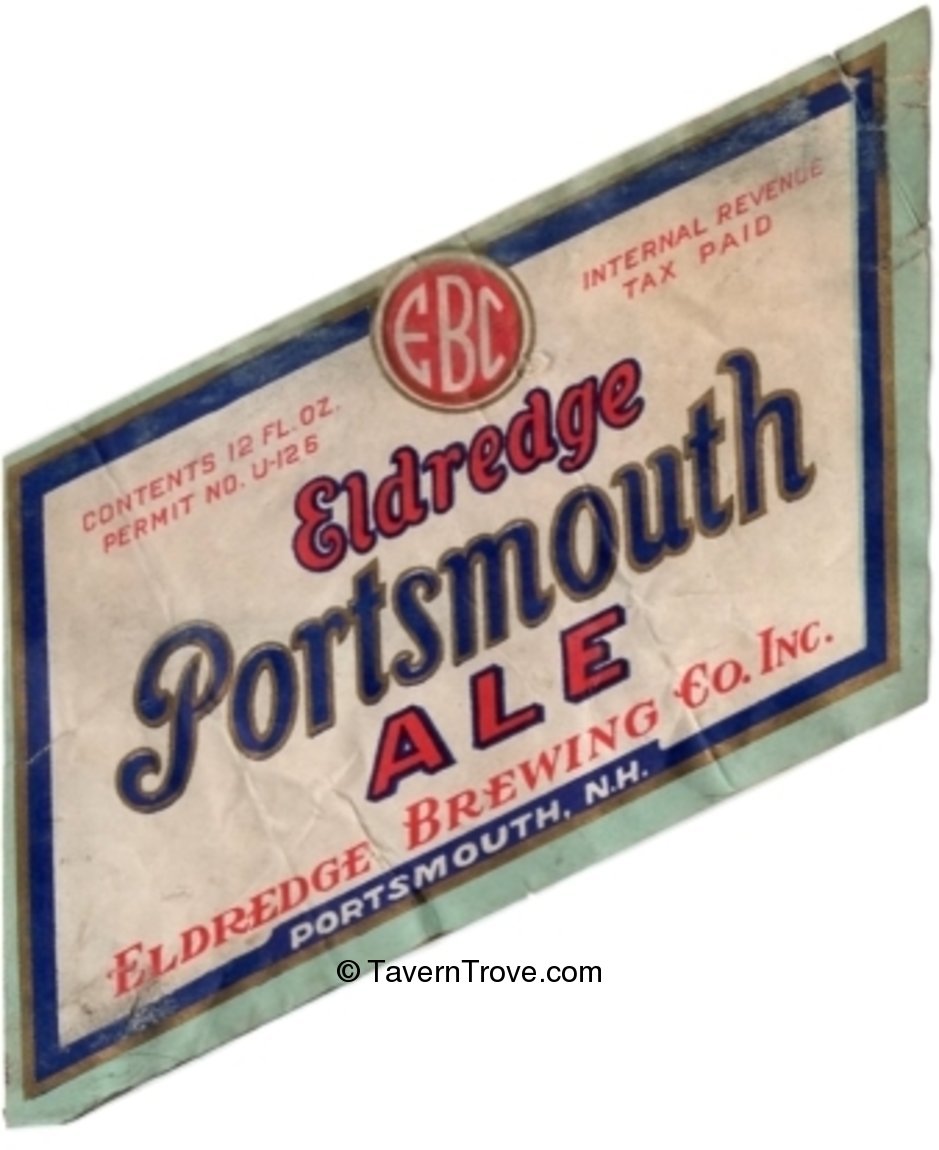 EBC
INTERNAL REVENUE
TAX PAID
CONTENTS 12 FL. OZ.
PERMIT NO. U-126
Eldredge
Portsmouth
ALE
ELDREDGE BREWING CO. INC.
PORTSMOUTH, N.H.
© TavernTrove.com